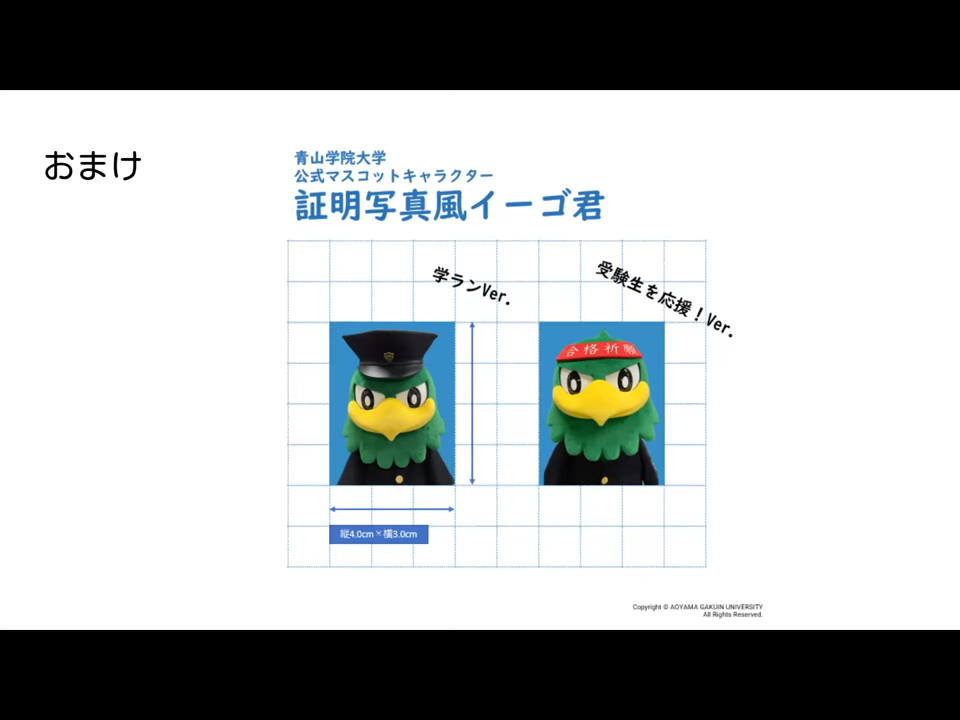 おまけ
青山学院大学
公式マスコットキャラクター
証明写真風イーゴ君
学ランVer.
受験生を応援！Ver.
合格祈願
縦4.0cm×横3.0cm
Copyright © AOYAMA GAKUIN UNIVERSITY
All Rights Reserved.